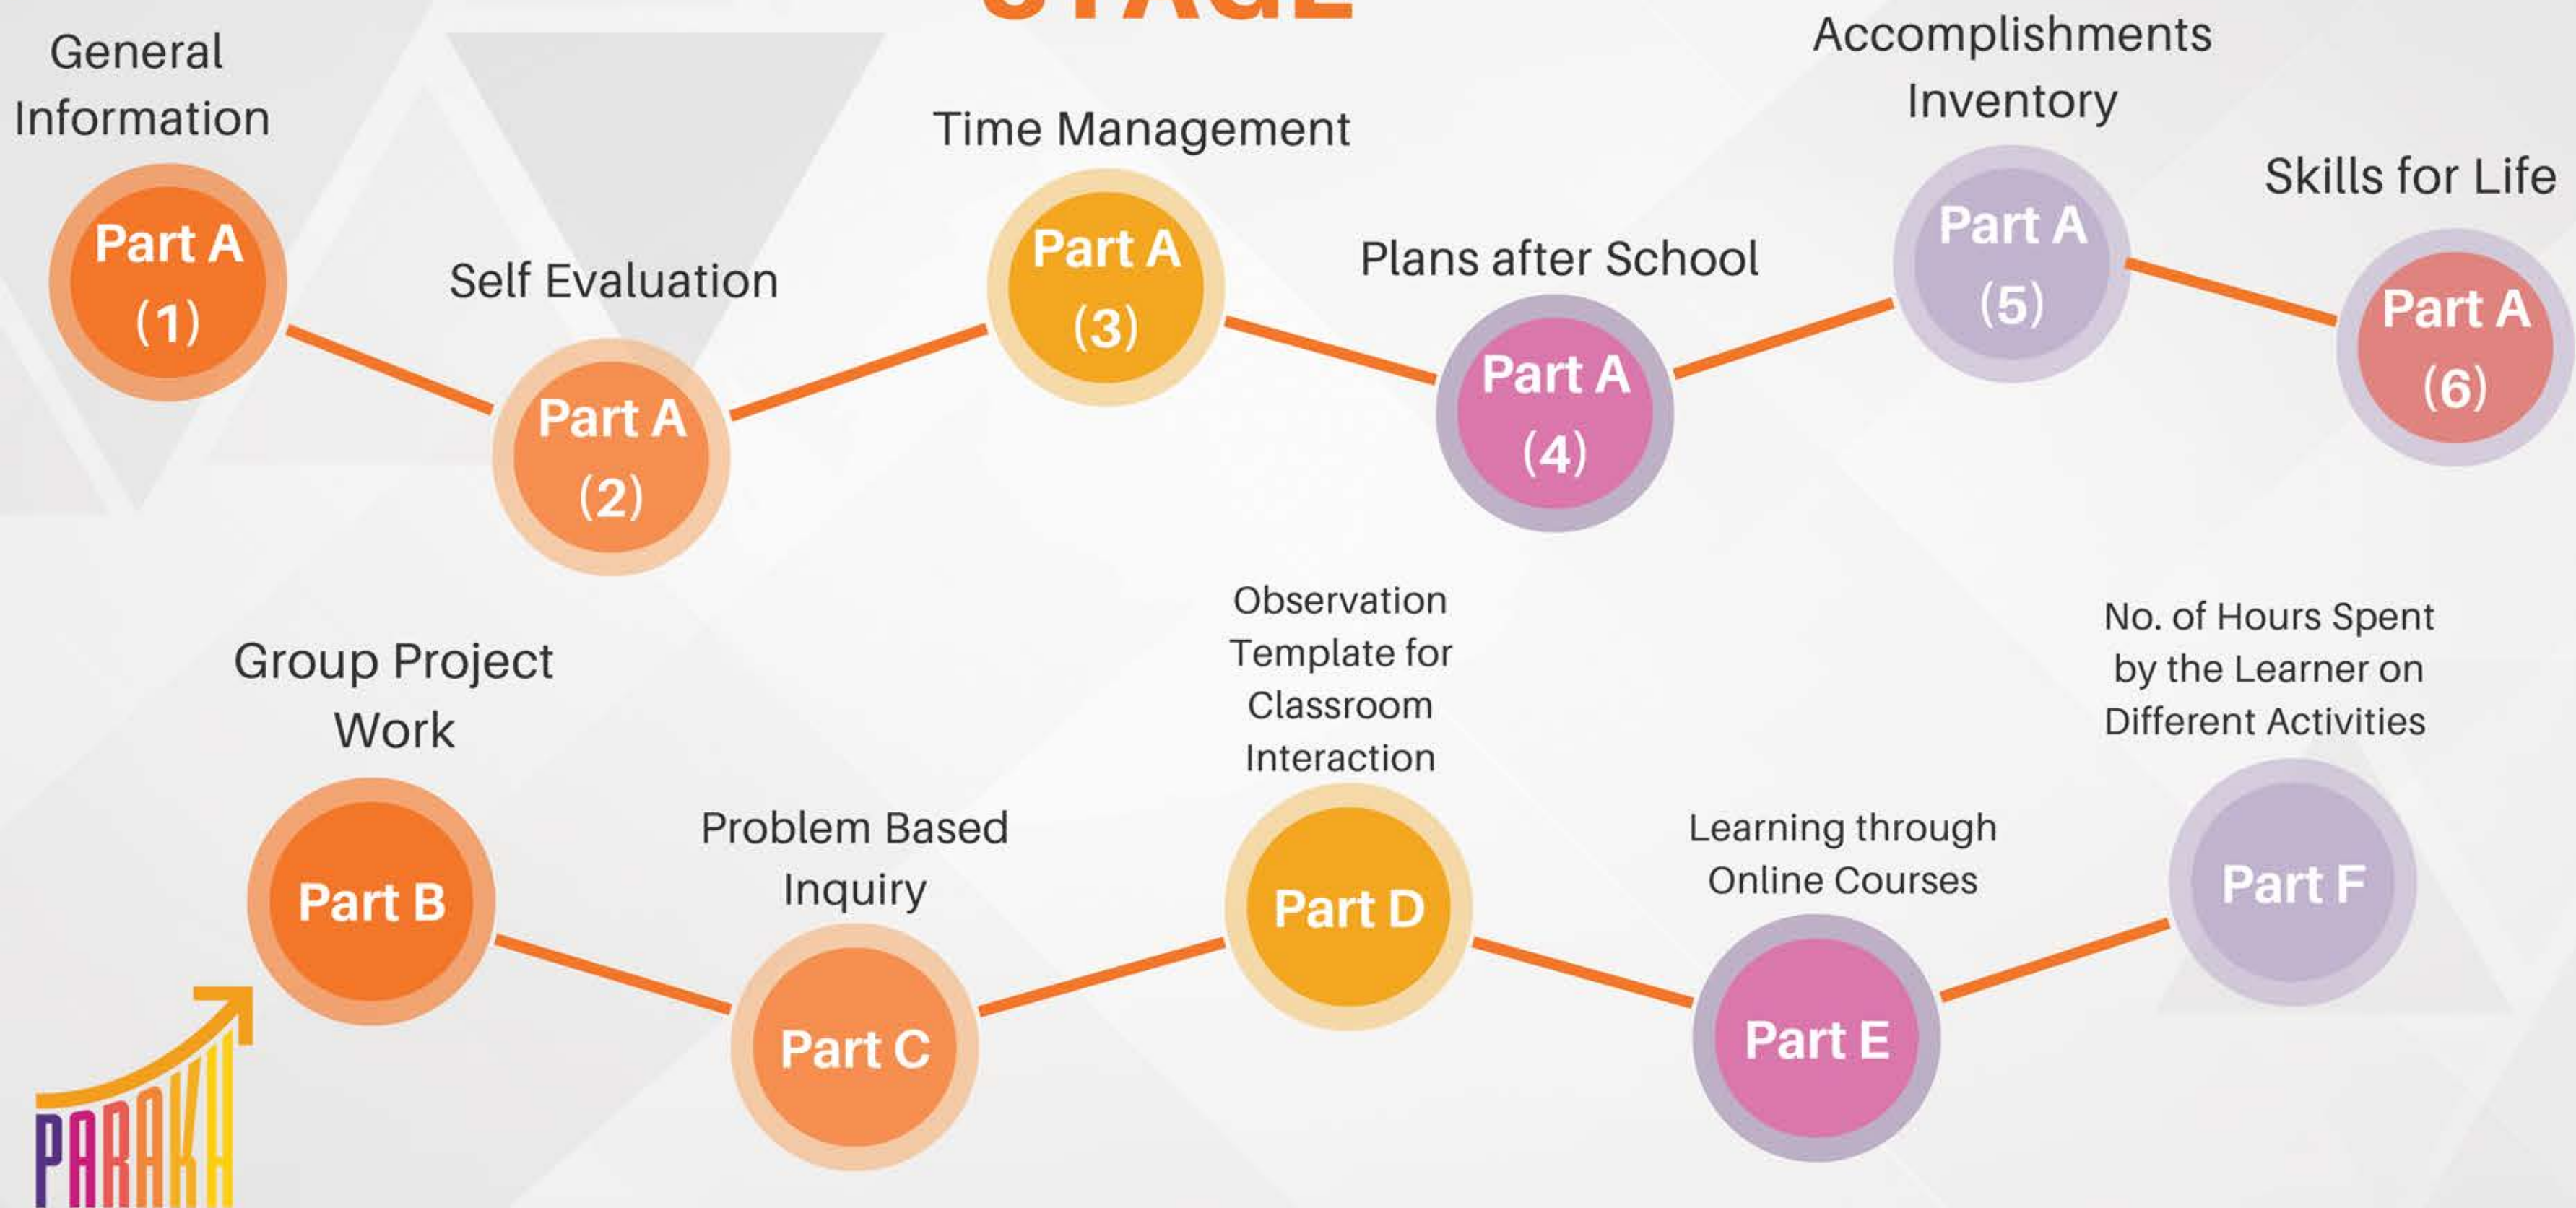 STAGE
General
Information
Part A
(1)
Self Evaluation
Part A
(2)
Time Management
Part A
(3)
Plans after School
Part A
(4)
Accomplishments
Inventory
Part A
(5)
Skills for Life
Part A
(6)
Group Project
Work
Part B
Problem Based
Inquiry
Part C
Observation
Template for
Classroom
Interaction
Part D
Learning through
Online Courses
Part E
No. of Hours Spent
by the Learner on
Different Activities
Part F
PARAKH